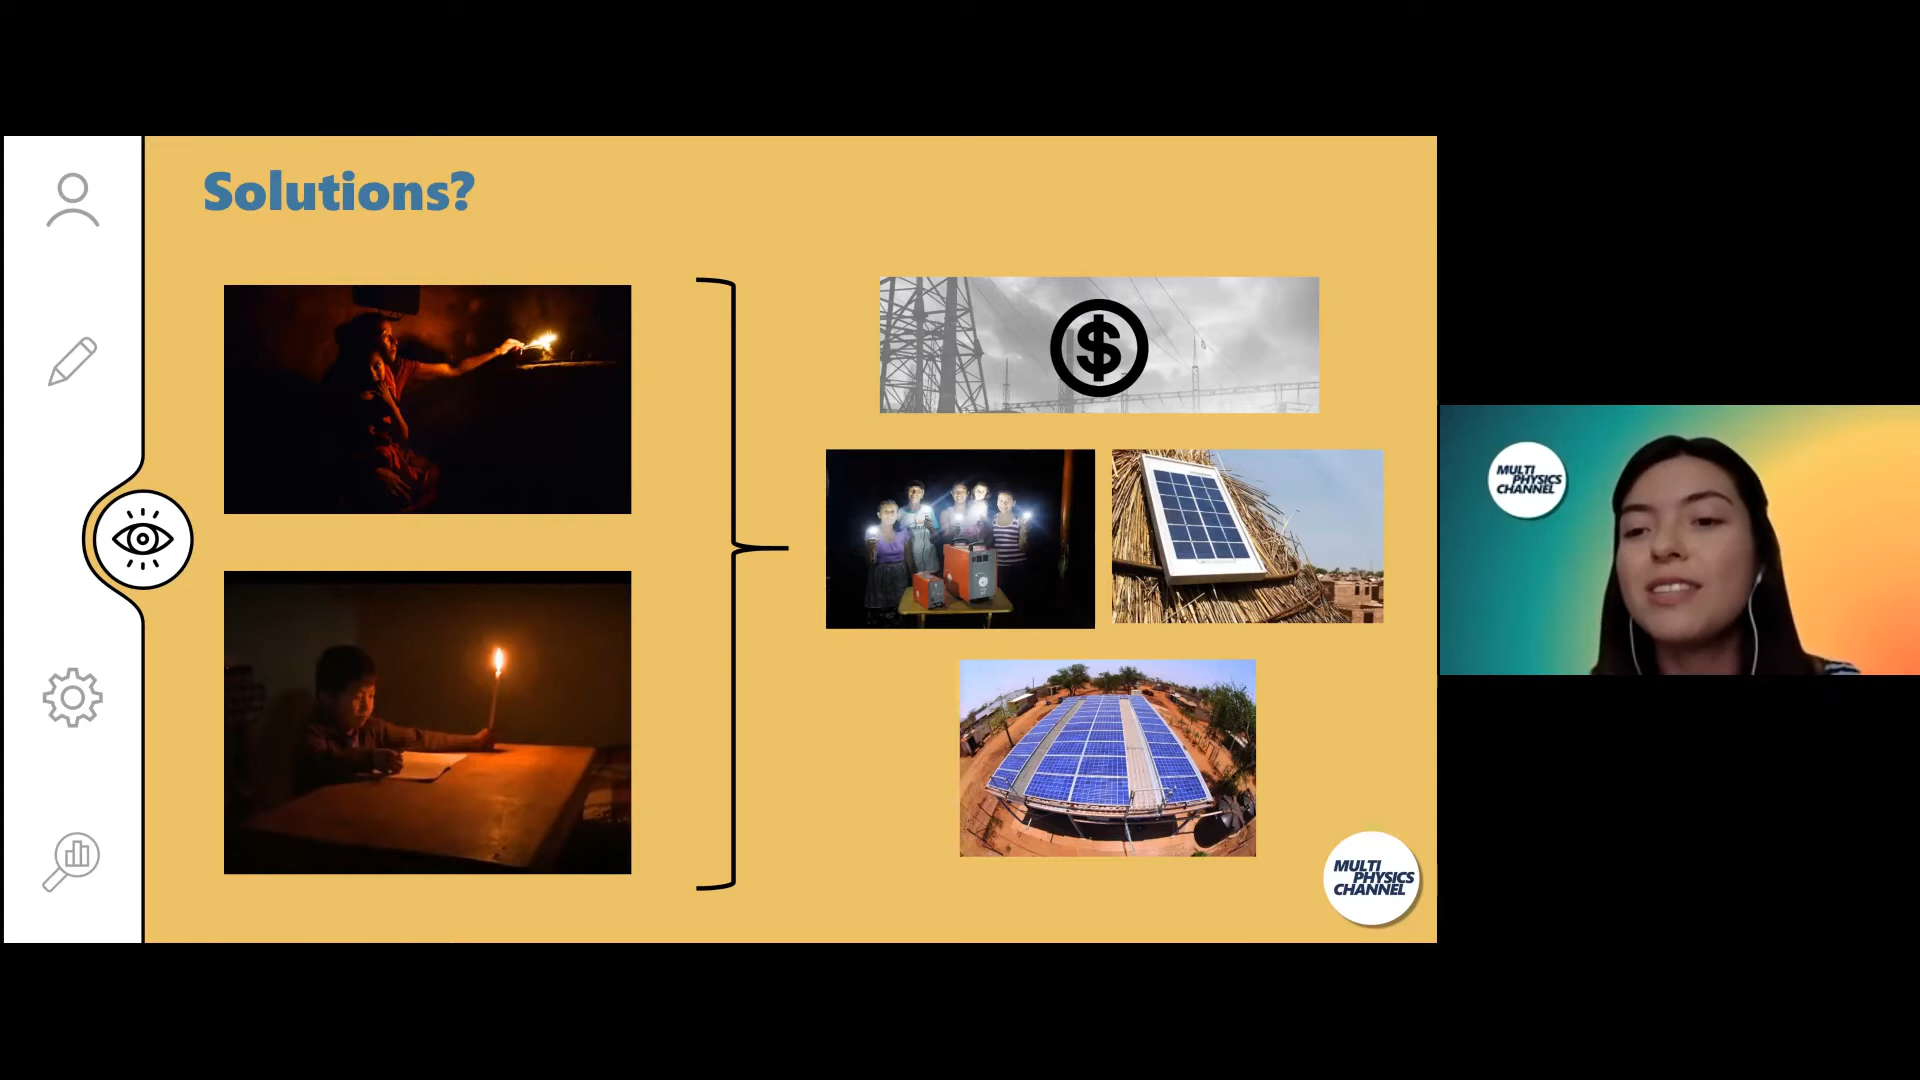 Solutions?
$
MULTI
PHYSICS
CHANNEL
MULTI
PHYSICS
CHANNEL